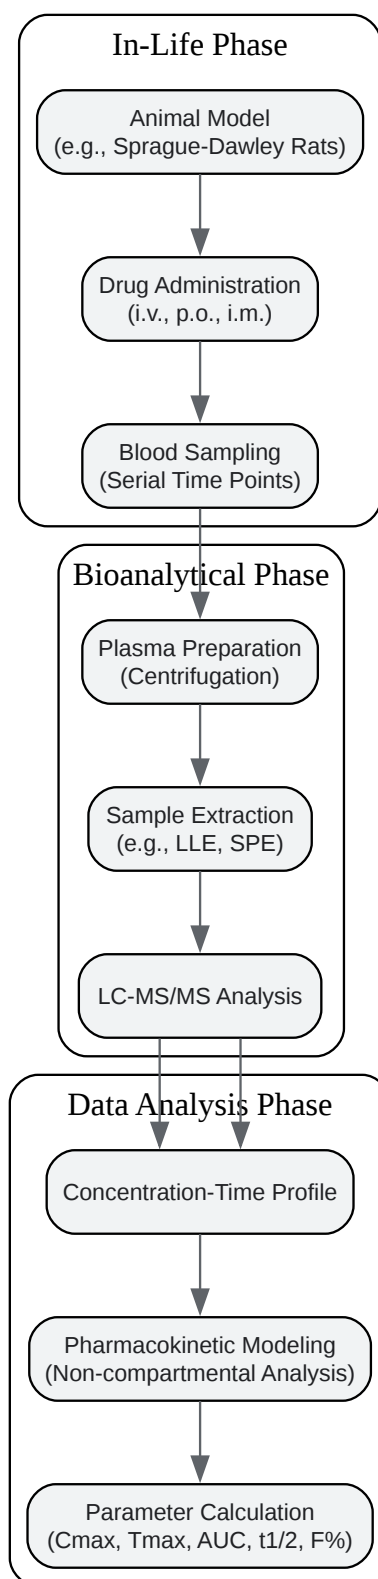 In-Life Phase
Animal Model
(e.g., Sprague-Dawley Rats)
Drug Administration
(i.v., p.o., i.m.)
Blood Sampling
(Serial Time Points)
Bioanalytical Phase
Plasma Preparation
(Centrifugation)
Sample Extraction
(e.g., LLE, SPE)
LC-MS/MS Analysis
Data Analysis Phase
Concentration-Time Profile
Pharmacokinetic Modeling
(Non-compartmental Analysis)
Parameter Calculation
(Cmax, Tmax, AUC, t1/2, F%)